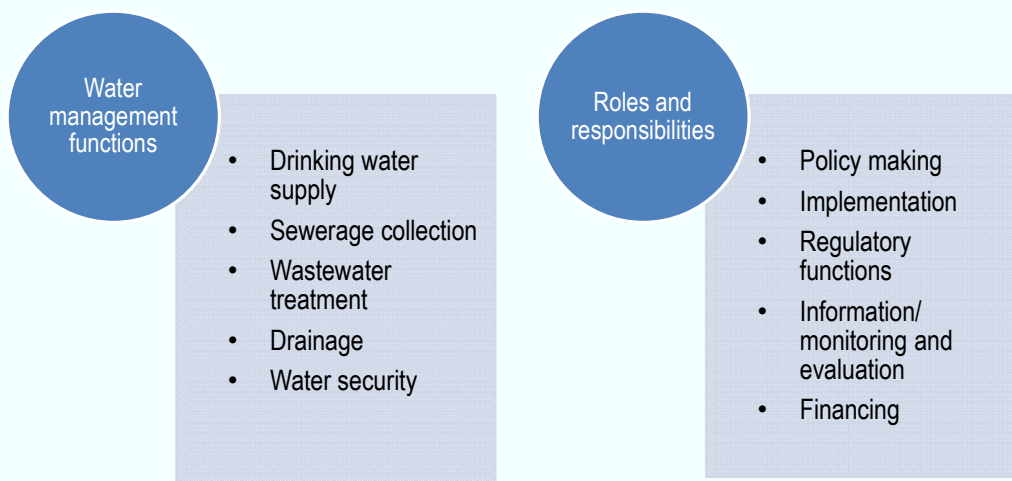 Water
management
functions
• Drinking water
supply
• Sewerage collection
• Wastewater
treatment
• Drainage
• Water security
Roles and
responsibilities
• Policy making
• Implementation
• Regulatory
functions
• Information/
monitoring and
evaluation
• Financing